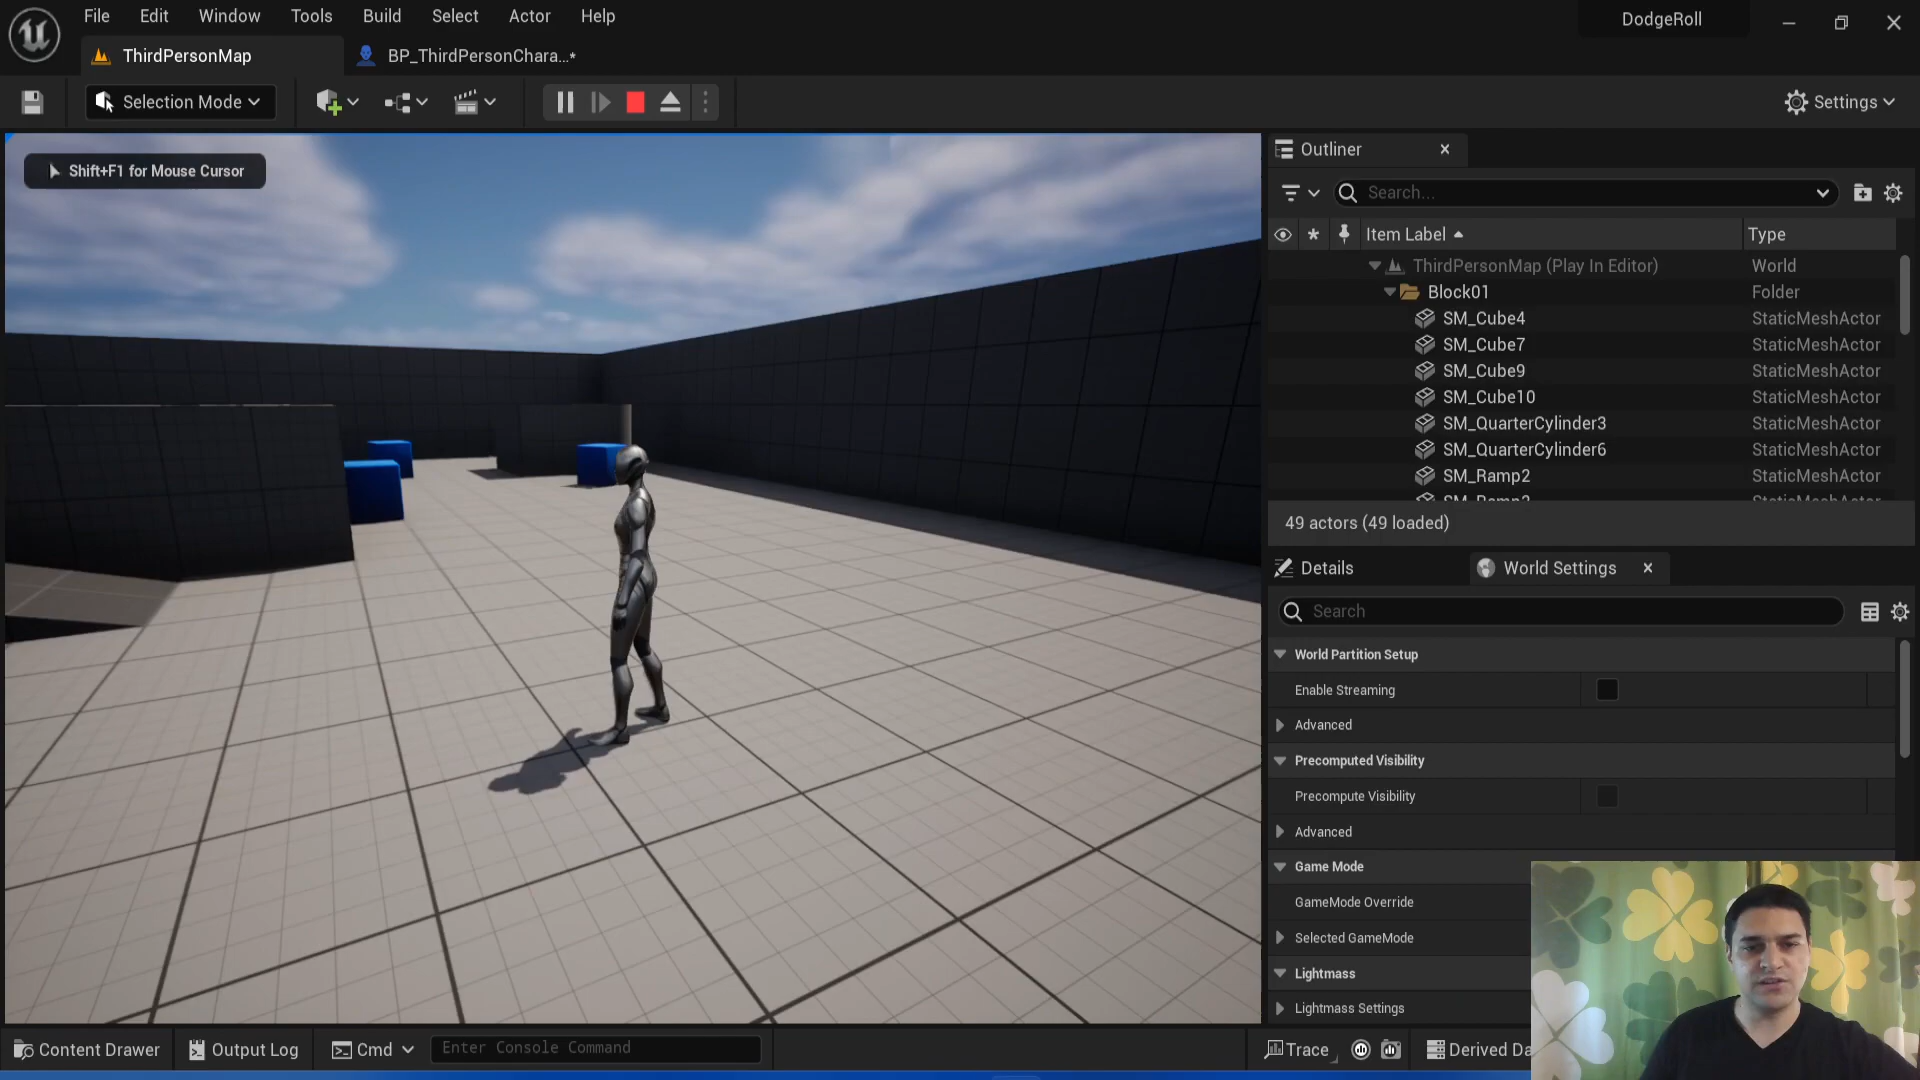 File
Edit
Window
Tools
Build
Select
Actor
Help
DodgeRoll
ThirdPersonMap
BP_ThirdPersonChara...*
Selection Mode
Settings
Shift+F1 for Mouse Cursor
Outliner
Search...
Item Label
Type
ThirdPersonMap (Play In Editor)
World
Block01
Folder
SM_Cube4
StaticMeshActor
SM_Cube7
StaticMeshActor
SM_Cube9
StaticMeshActor
SM_Cube10
StaticMeshActor
SM_QuarterCylinder3
StaticMeshActor
SM_QuarterCylinder6
StaticMeshActor
SM_Ramp2
StaticMeshActor
49 actors (49 loaded)
Details
World Settings
Search
World Partition Setup
Enable Streaming
Advanced
Precomputed Visibility
Precompute Visibility
Advanced
Game Mode
GameMode Override
Selected GameMode
Lightmass
Lightmass Settings
Content Drawer
Output Log
Cmd
Enter Console Command
Trace
Derived Da